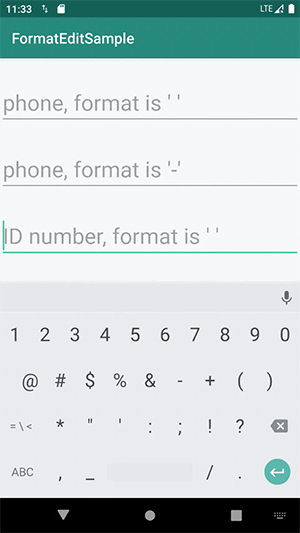 11:33 LTE
FormatEditSample
phone, format is ' '
phone, format is '-'
ID number, format is ' '
1 2 3 4 5 6 7 8 9 0
@ # $ % & - + ( )
= \ < * " ' : ; ! ?
ABC , _ / .